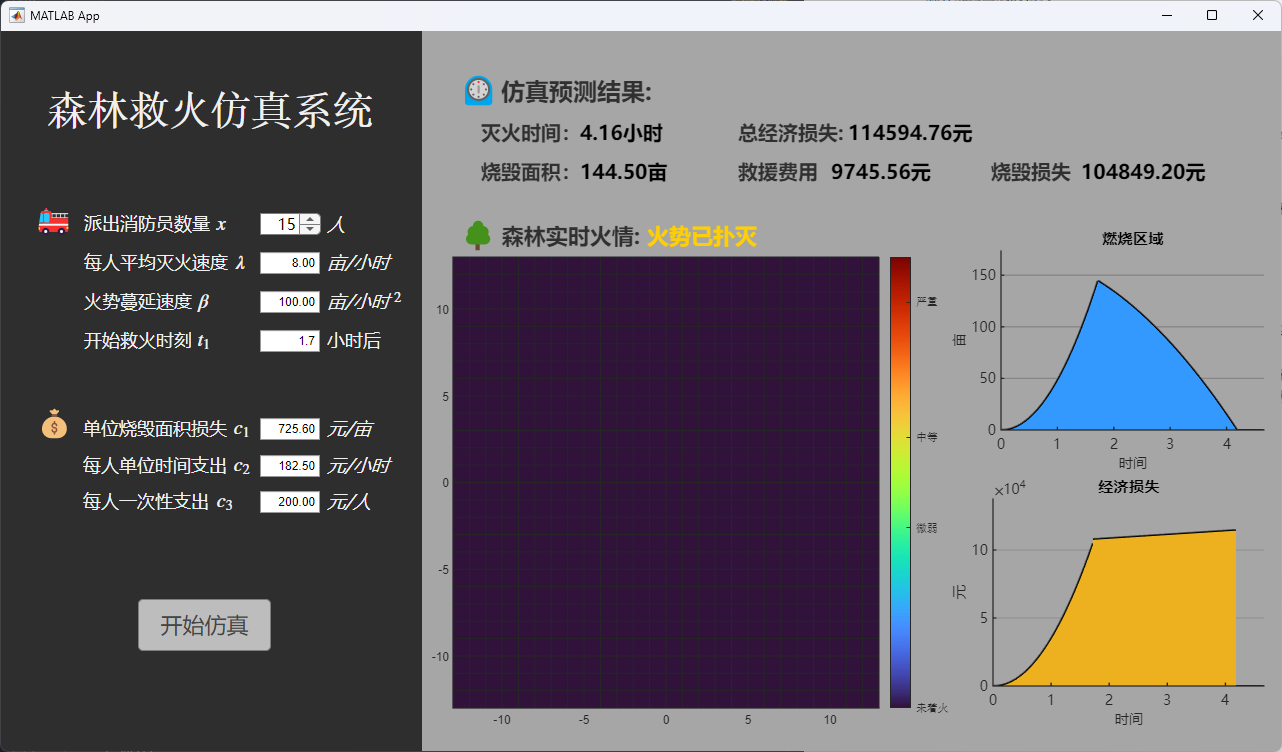 MATLAB App
森林救火仿真系统
派出消防员数量 x 15 人
每人平均灭火速度 λ 8.00 亩/小时
火势蔓延速度 β 100.00 亩/小时²
开始救火时刻 t₁ 1.7 小时后
单位烧毁面积损失 c₁ 725.60 元/亩
每人单位时间支出 c₂ 182.50 元/小时
每人一次性支出 c₃ 200.00 元/人
开始仿真
仿真预测结果:
灭火时间: 4.16小时 总经济损失: 114594.76元
烧毁面积: 144.50亩 救援费用 9745.56元 烧毁损失 104849.20元
森林实时火情: 火势已扑灭
10
5
0
-5
-10
-10 -5 0 5 10
严重
中等
微弱
未着火
燃烧区域
150
100
50
0
亩
0 1 2 3 4
时间
经济损失
×10⁴
10
5
0
元
0 1 2 3 4
时间